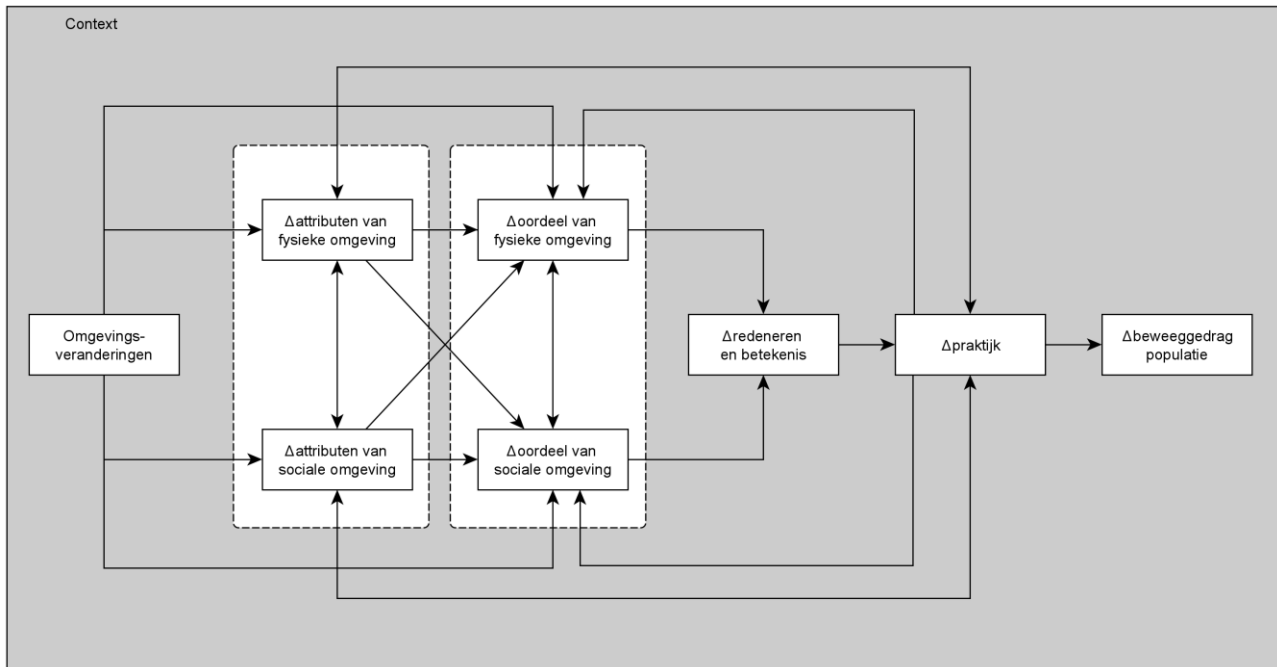 Context
Δattributen van
fysieke omgeving
Δoordeel van
fysieke omgeving
Omgevings-
veranderingen
Δredeneren
en betekenis
Δpraktijk
Δbeweeggedrag
populatie
Δattributen van
sociale omgeving
Δoordeel van
sociale omgeving